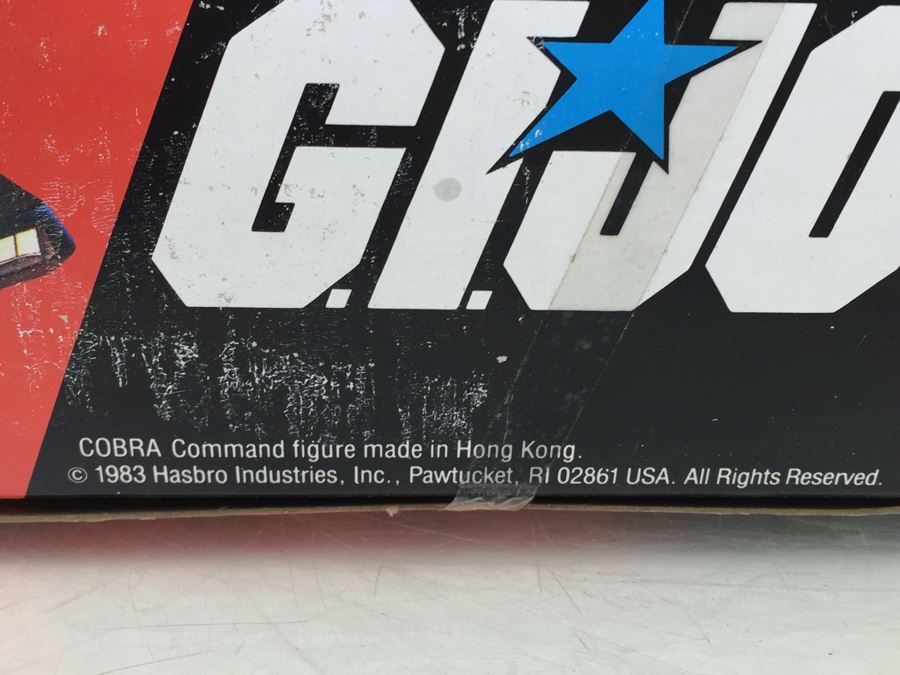 G.I.JO
COBRA Command figure made in Hong Kong.
© 1983 Hasbro Industries, Inc., Pawtucket, RI 02861 USA. All Rights Reserved.